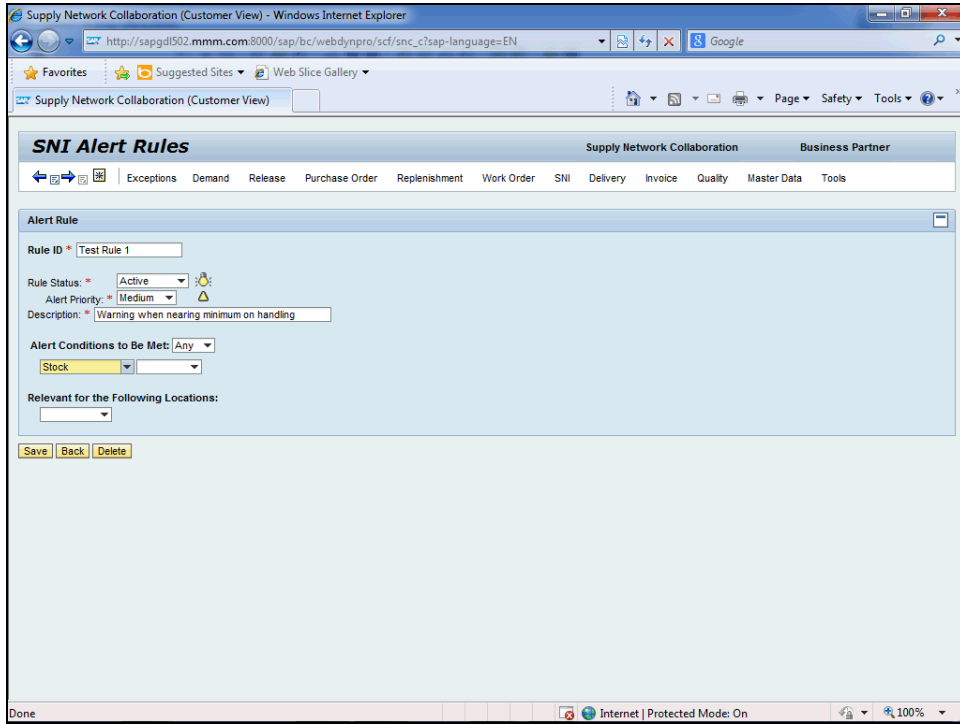 Supply Network Collaboration (Customer View) - Windows Internet Explorer
http://sapgdl502.mmm.com:8000/sap/bc/webdynpro/scf/snc_c?sap-language=EN
Google
Favorites Suggested Sites Web Slice Gallery
Supply Network Collaboration (Customer View)
Page Safety Tools
SNI Alert Rules Supply Network Collaboration Business Partner
Exceptions Demand Release Purchase Order Replenishment Work Order SNI Delivery Invoice Quality Master Data Tools
Alert Rule
Rule ID * Test Rule 1
Rule Status: * Active
Alert Priority: * Medium
Description: * Warning when nearing minimum on handling
Alert Conditions to Be Met: Any
Stock
Relevant for the Following Locations:
Save Back Delete
Done Internet | Protected Mode: On 100%